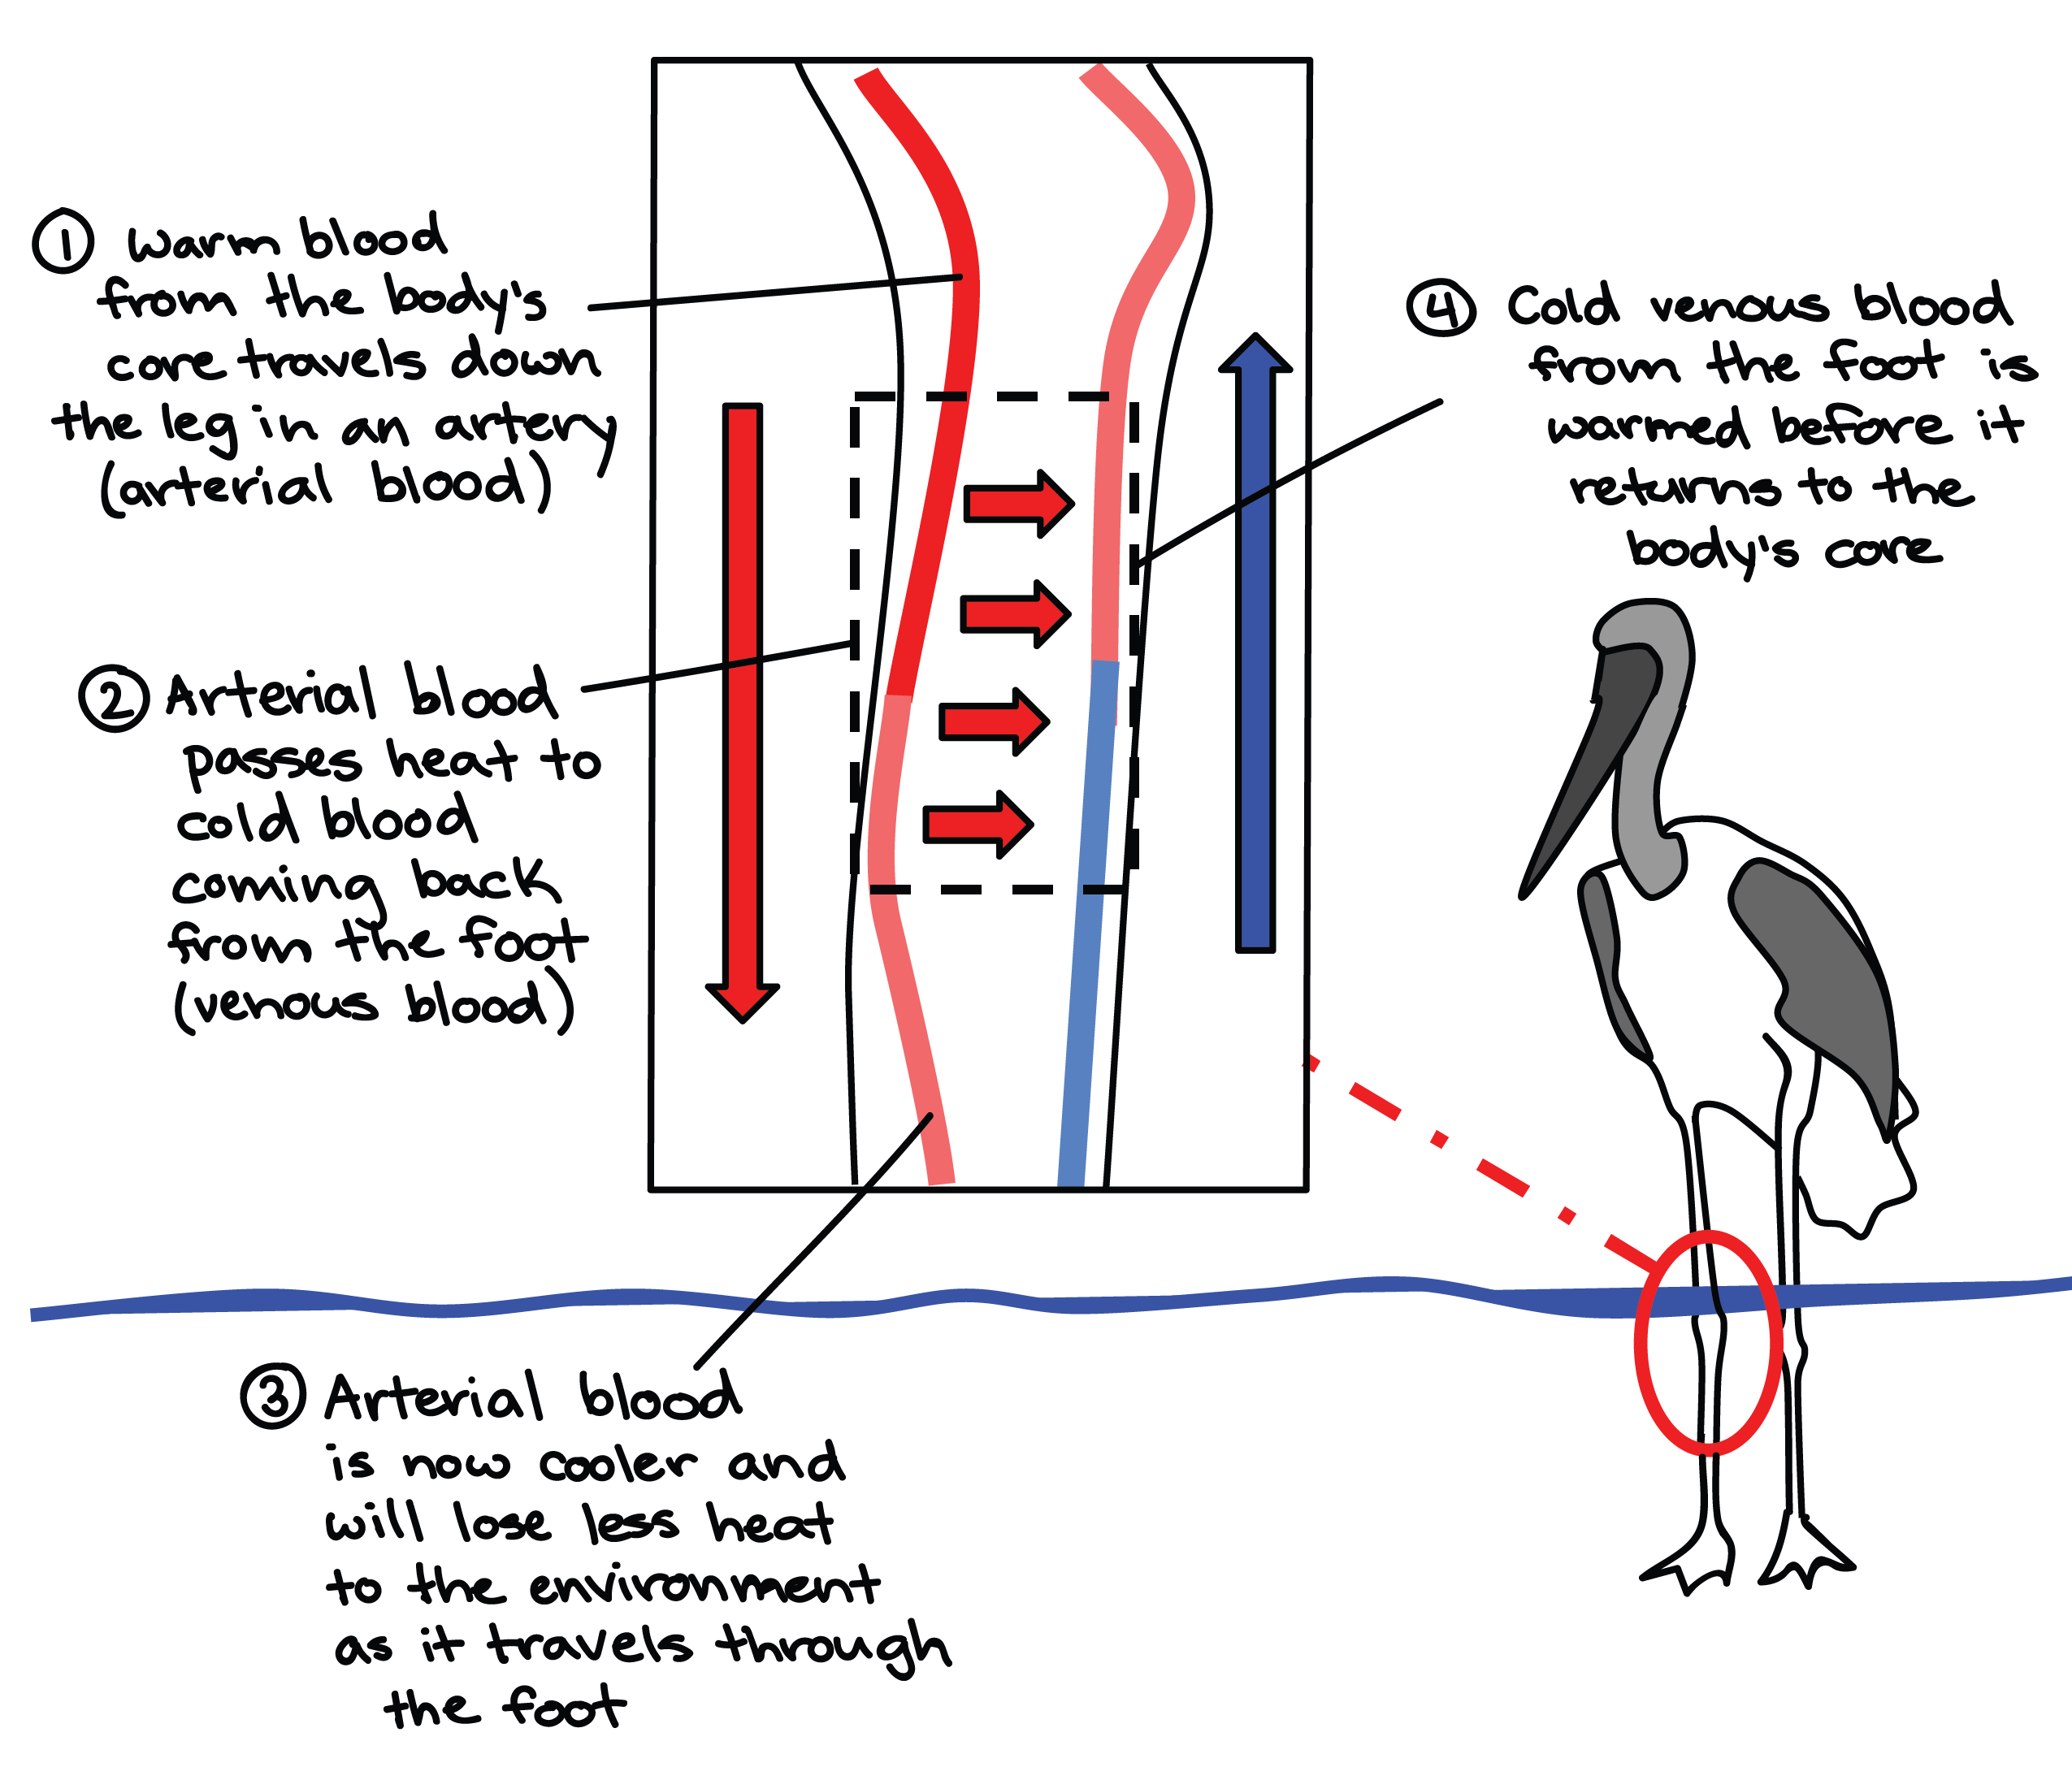 ① warm blood
from the body's
core travels down
the leg in an artery
(arterial blood)
② Arterial blood
passes heat to
cold blood
coming back
from the foot
(venous blood)
③ Arterial blood
is now cooler and
will lose less heat
to the environment
as it travels through
the foot
④ Cold venous blood
from the foot is
warmed before it
returns to the
body's core